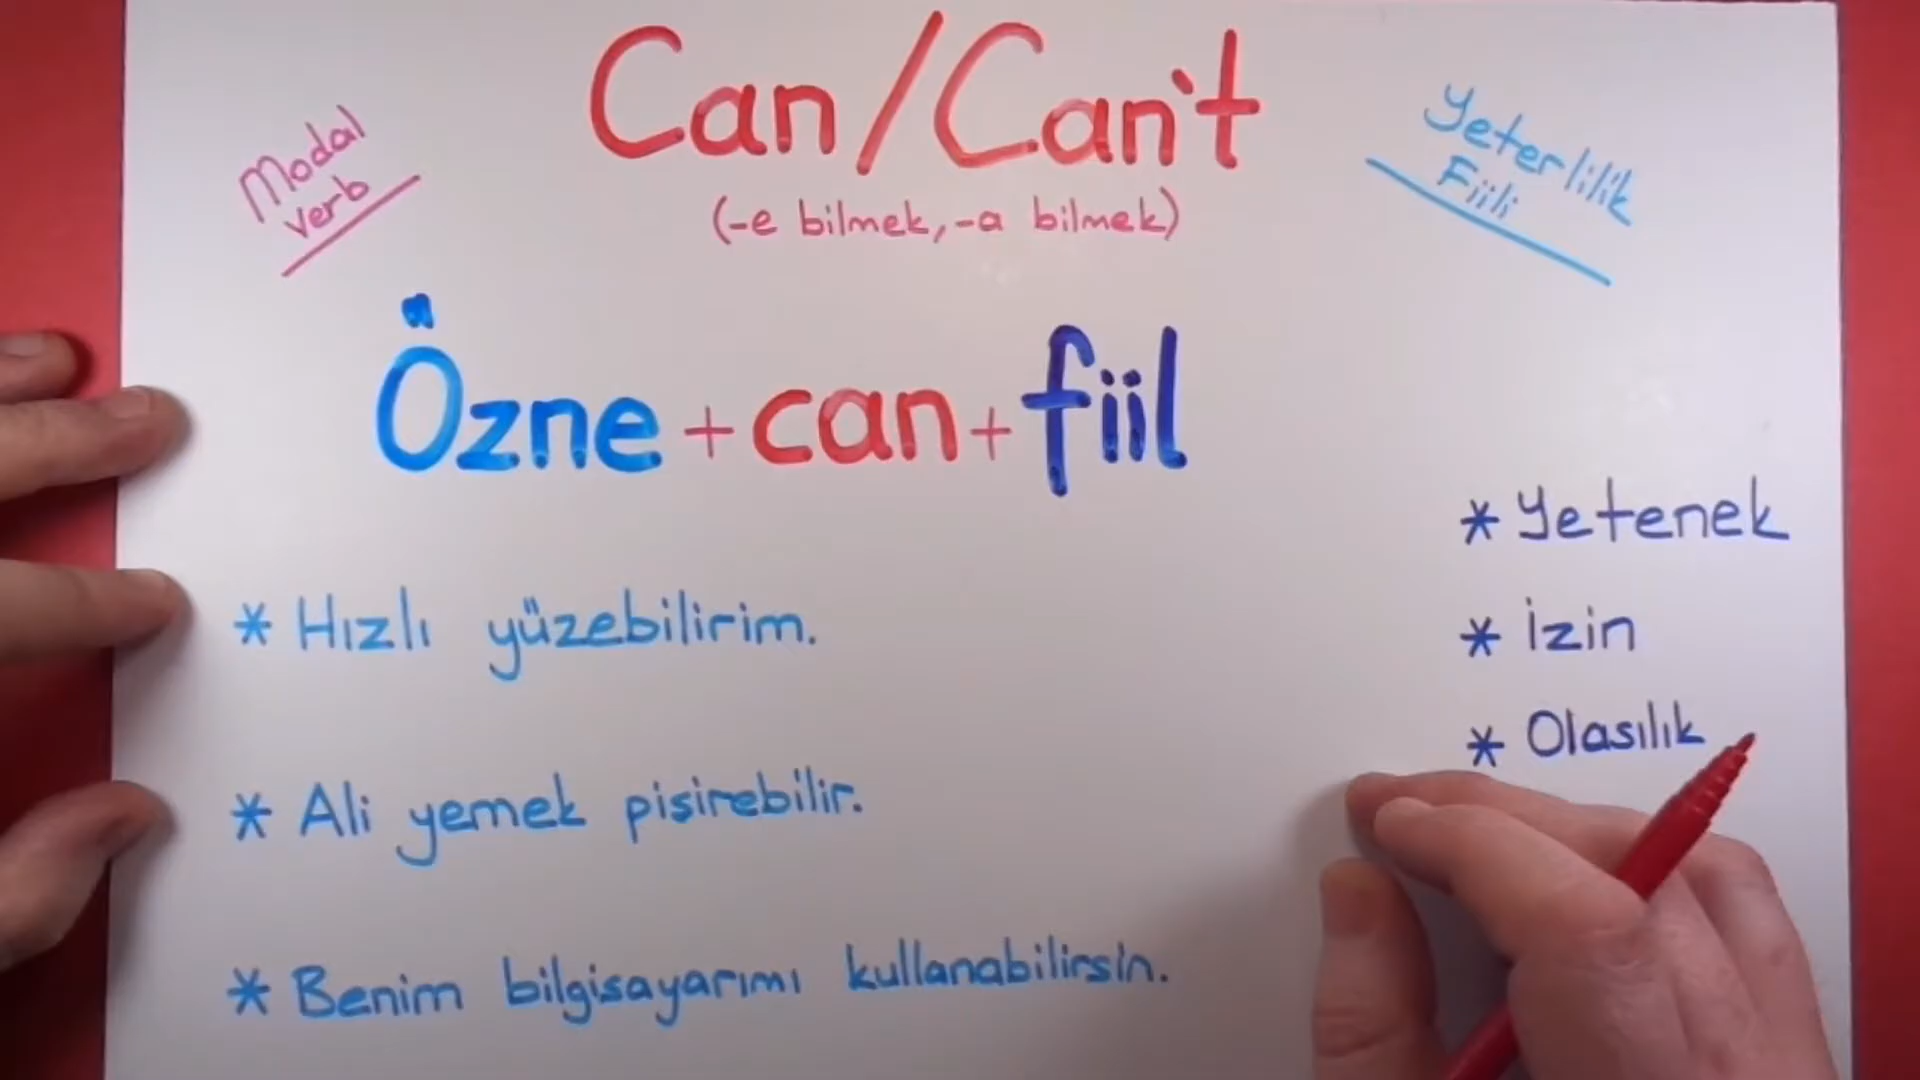 Can/Can't
Modal
verb
(-e bilmek, -a bilmek)
Yeterlilik
Fiili
Özne + can + fiil
* Yetenek
* İzin
* Olasılık
* Hızlı yüzebilirim.
* Ali yemek pişirebilir.
* Benim bilgisayarımı kullanabilirsin.